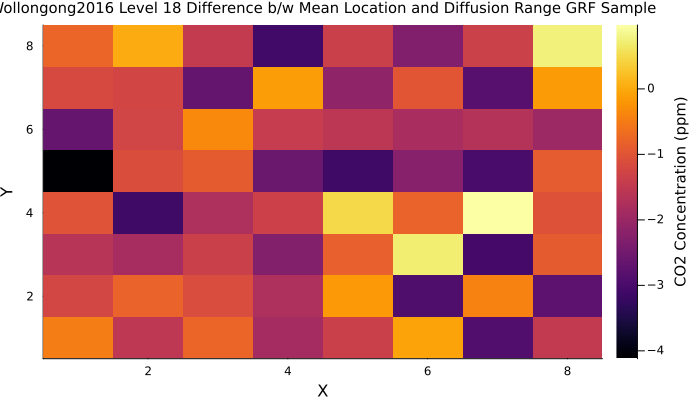 Wollongong2016 Level 18 Difference b/w Mean Location and Diffusion Range GRF Sample
8
6
4
2
Y
2 4 6 8
X
0
−1
−2
−3
−4
CO2 Concentration (ppm)